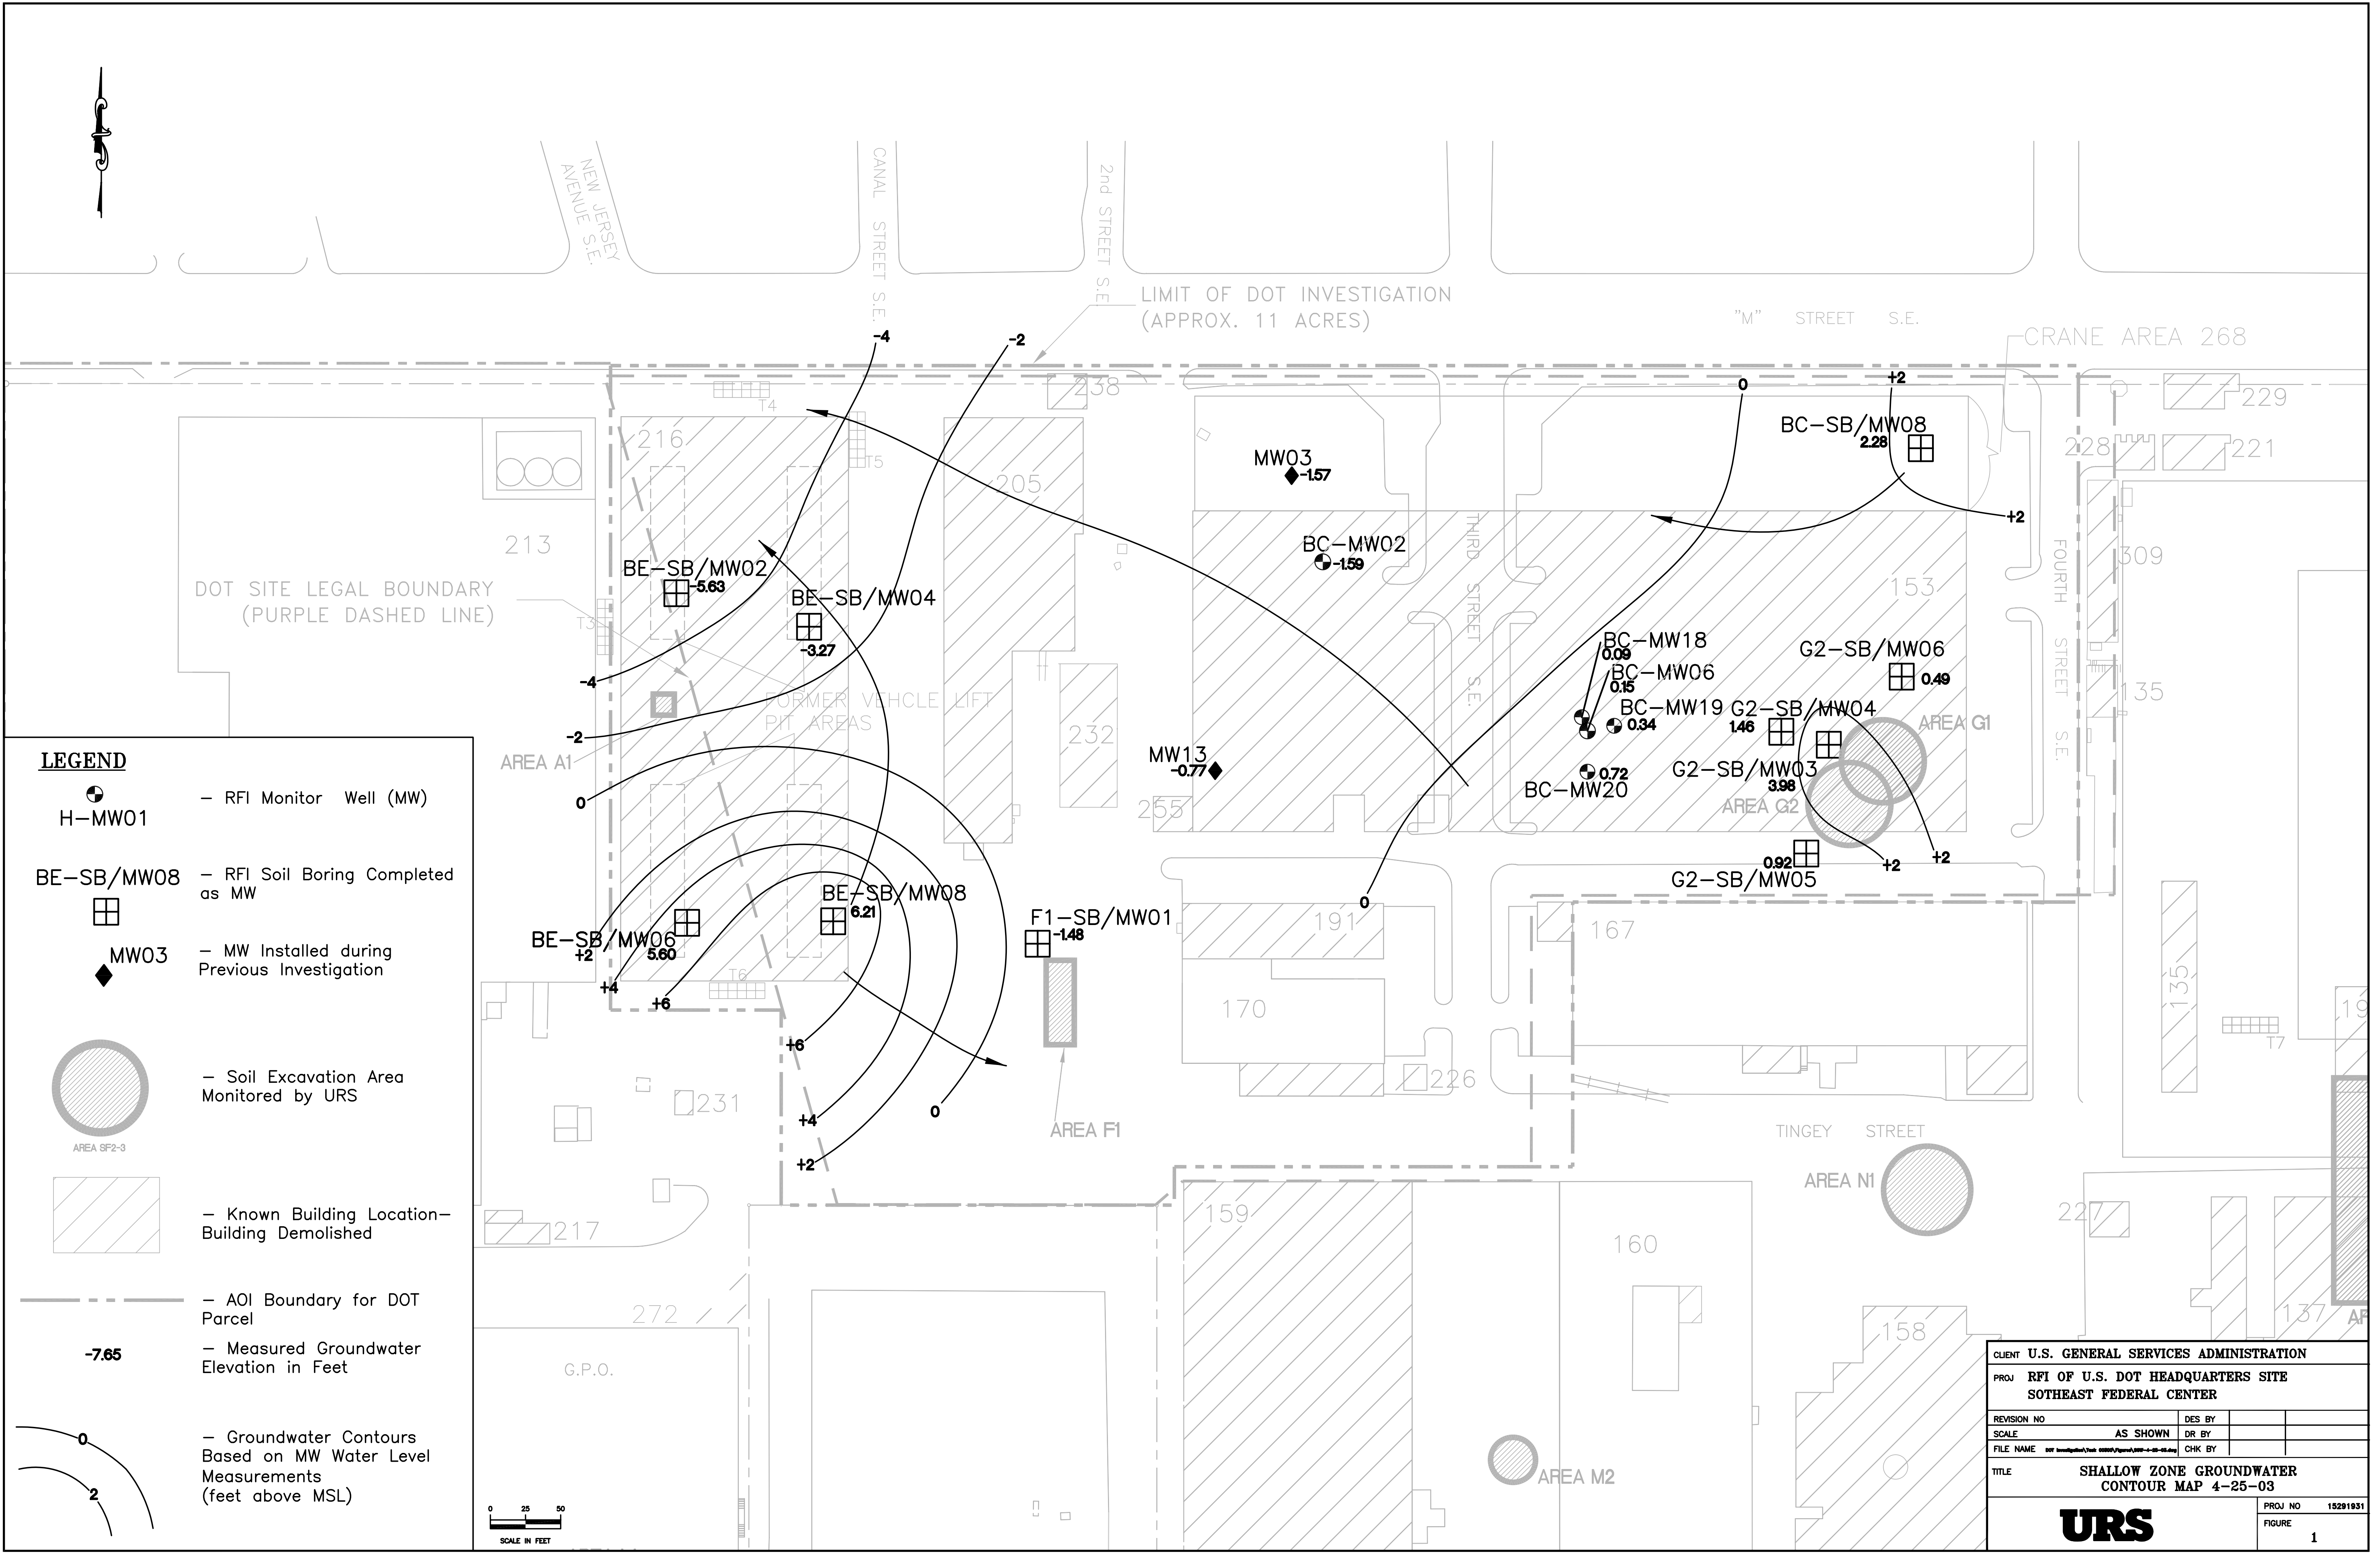 NEW JERSEY
AVENUE S.E.
CANAL STREET S.E.
2nd STREET S.E.
LIMIT OF DOT INVESTIGATION
(APPROX. 11 ACRES)
"M" STREET S.E.
CRANE AREA 268
-4
-2
0
+2
238
T4
229
216
T5
205
228
221
BC-SB/MW08
2.28
MW03
-1.57
+2
213
BC-MW02
-1.59
THIRD STREET S.E.
153
309
FOURTH STREET S.E.
DOT SITE LEGAL BOUNDARY
(PURPLE DASHED LINE)
BE-SB/MW02
-5.63
BE-SB/MW04
-3.27
T3
-4
BC-MW18
0.09
BC-MW06
0.15
G2-SB/MW06
0.49
135
FORMER VEHCLE LIFT
PIT AREAS
-2
232
BC-MW19
0.34
G2-SB/MW04
1.46
AREA G1
AREA A1
MW13
-0.77
G2-SB/MW03
3.98
0.72
BC-MW20
AREA G2
255
0
+2
+2
0.92
G2-SB/MW05
BE-SB/MW08
6.21
0
F1-SB/MW01
-1.48
191
167
BE-SB/MW06
5.60
+2
T6
+4
+6
170
135
19
T7
+6
226
231
0
+4
AREA F1
TINGEY STREET
+2
AREA N1
159
227
217
160
272
137
AF
158
G.P.O.
AREA M2
LEGEND
H-MW01
- RFI Monitor Well (MW)
BE-SB/MW08
- RFI Soil Boring Completed
as MW
MW03
- MW Installed during
Previous Investigation
- Soil Excavation Area
Monitored by URS
AREA SF2-3
- Known Building Location-
Building Demolished
- AOI Boundary for DOT
Parcel
-7.65
- Measured Groundwater
Elevation in Feet
0
2
- Groundwater Contours
Based on MW Water Level
Measurements
(feet above MSL)
0 25 50
SCALE IN FEET
CLIENT U.S. GENERAL SERVICES ADMINISTRATION
PROJ RFI OF U.S. DOT HEADQUARTERS SITE
SOTHEAST FEDERAL CENTER
REVISION NO
DES BY
SCALE AS SHOWN
DR BY
FILE NAME
CHK BY
TITLE SHALLOW ZONE GROUNDWATER
CONTOUR MAP 4-25-03
URS
PROJ NO 15291931
FIGURE
1